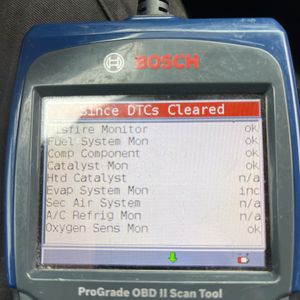 BOSCH
Since DTCs Cleared
Misfire Monitor ok
Fuel System Mon ok
Comp Component ok
Catalyst Mon ok
Htd Catalyst n/a
Evap System Mon inc
Sec Air System n/a
A/C Refrig Mon n/a
Oxygen Sens Mon ok
ProGrade OBD II Scan Tool